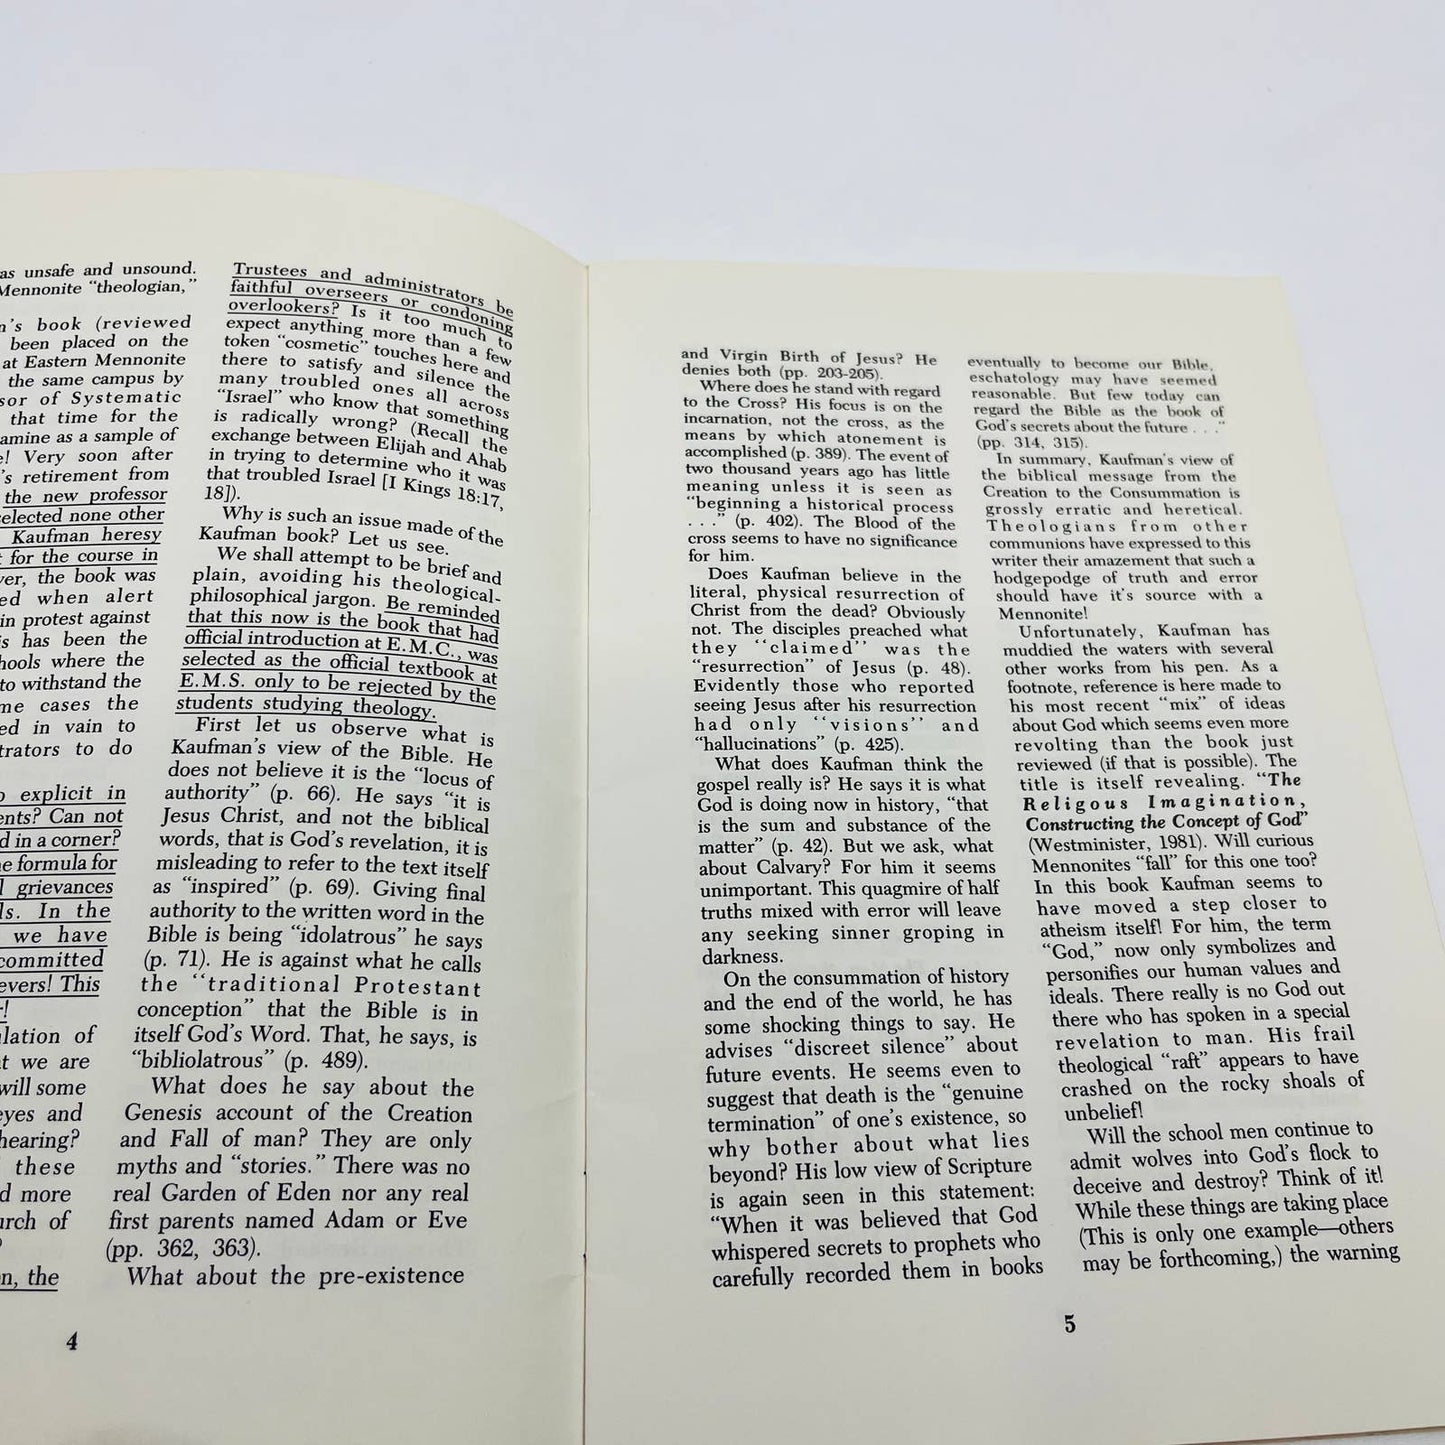 as unsafe and unsound.
Mennonite "theologian,"
n's book (reviewed
been placed on the
at Eastern Mennonite
the same campus by
sor of Systematic
that time for the
amine as a sample of
e! Very soon after
's retirement from
the new professor
selected none other
Kaufman heresy
t for the course in
ver, the book was
ed when alert
in protest against
is has been the
hools where the
to withstand the
me cases the
ed in vain to
trators to do
o explicit in
ents? Can not
d in a corner?
e formula for
l grievances
ls. In the
we have
committed
evers! This
r!
lation of
t we are
will some
eyes and
hearing?
these
d more
urch of
?
n, the
Trustees and administrators be
faithful overseers or condoning
overlookers? Is it too much to
expect anything more than a few
token "cosmetic" touches here and
there to satisfy and silence the
many troubled ones all across
"Israel" who know that something
is radically wrong? (Recall the
exchange between Elijah and Ahab
in trying to determine who it was
that troubled Israel [I Kings 18:17,
18]).
Why is such an issue made of the
Kaufman book? Let us see.
We shall attempt to be brief and
plain, avoiding his theological-
philosophical jargon. Be reminded
that this now is the book that had
official introduction at E.M.C., was
selected as the official textbook at
E.M.S. only to be rejected by the
students studying theology.
First let us observe what is
Kaufman's view of the Bible. He
does not believe it is the "locus of
authority" (p. 66). He says "it is
Jesus Christ, and not the biblical
words, that is God's revelation, it is
misleading to refer to the text itself
as "inspired" (p. 69). Giving final
authority to the written word in the
Bible is being "idolatrous" he says
(p. 71). He is against what he calls
the ''traditional Protestant
conception" that the Bible is in
itself God's Word. That, he says, is
"bibliolatrous" (p. 489).
What does he say about the
Genesis account of the Creation
and Fall of man? They are only
myths and "stories." There was no
real Garden of Eden nor any real
first parents named Adam or Eve
(pp. 362, 363).
What about the pre-existence
4
and Virgin Birth of Jesus? He
denies both (pp. 203-205).
Where does he stand with regard
to the Cross? His focus is on the
incarnation, not the cross, as the
means by which atonement is
accomplished (p. 389). The event of
two thousand years ago has little
meaning unless it is seen as
"beginning a historical process
. . ." (p. 402). The Blood of the
cross seems to have no significance
for him.
Does Kaufman believe in the
literal, physical resurrection of
Christ from the dead? Obviously
not. The disciples preached what
they ''claimed'' was the
"resurrection" of Jesus (p. 48).
Evidently those who reported
seeing Jesus after his resurrection
had only ''visions'' and
"hallucinations" (p. 425).
What does Kaufman think the
gospel really is? He says it is what
God is doing now in history, "that
is the sum and substance of the
matter" (p. 42). But we ask, what
about Calvary? For him it seems
unimportant. This quagmire of half
truths mixed with error will leave
any seeking sinner groping in
darkness.
On the consummation of history
and the end of the world, he has
some shocking things to say. He
advises "discreet silence" about
future events. He seems even to
suggest that death is the "genuine
termination" of one's existence, so
why bother about what lies
beyond? His low view of Scripture
is again seen in this statement:
"When it was believed that God
whispered secrets to prophets who
carefully recorded them in books
eventually to become our Bible,
eschatology may have seemed
reasonable. But few today can
regard the Bible as the book of
God's secrets about the future . . ."
(pp. 314, 315).
In summary, Kaufman's view of
the biblical message from the
Creation to the Consummation is
grossly erratic and heretical.
Theologians from other
communions have expressed to this
writer their amazement that such a
hodgepodge of truth and error
should have it's source with a
Mennonite!
Unfortunately, Kaufman has
muddied the waters with several
other works from his pen. As a
footnote, reference is here made to
his most recent "mix" of ideas
about God which seems even more
revolting than the book just
reviewed (if that is possible). The
title is itself revealing. "The
Religous Imagination,
Constructing the Concept of God"
(Westminister, 1981). Will curious
Mennonites "fall" for this one too?
In this book Kaufman seems to
have moved a step closer to
atheism itself! For him, the term
"God," now only symbolizes and
personifies our human values and
ideals. There really is no God out
there who has spoken in a special
revelation to man. His frail
theological "raft" appears to have
crashed on the rocky shoals of
unbelief!
Will the school men continue to
admit wolves into God's flock to
deceive and destroy? Think of it!
While these things are taking place
(This is only one example—others
may be forthcoming,) the warning
5